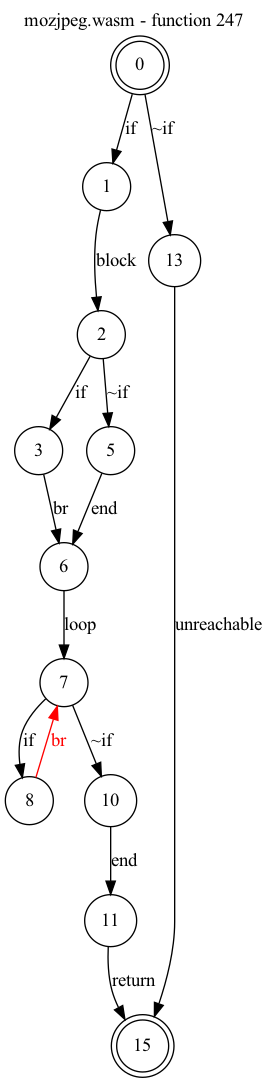 mozjpeg.wasm - function 247
0
if
~if
1
13
block
2
if
~if
3
5
br
end
6
loop
unreachable
7
if
br
~if
8
10
end
11
return
15